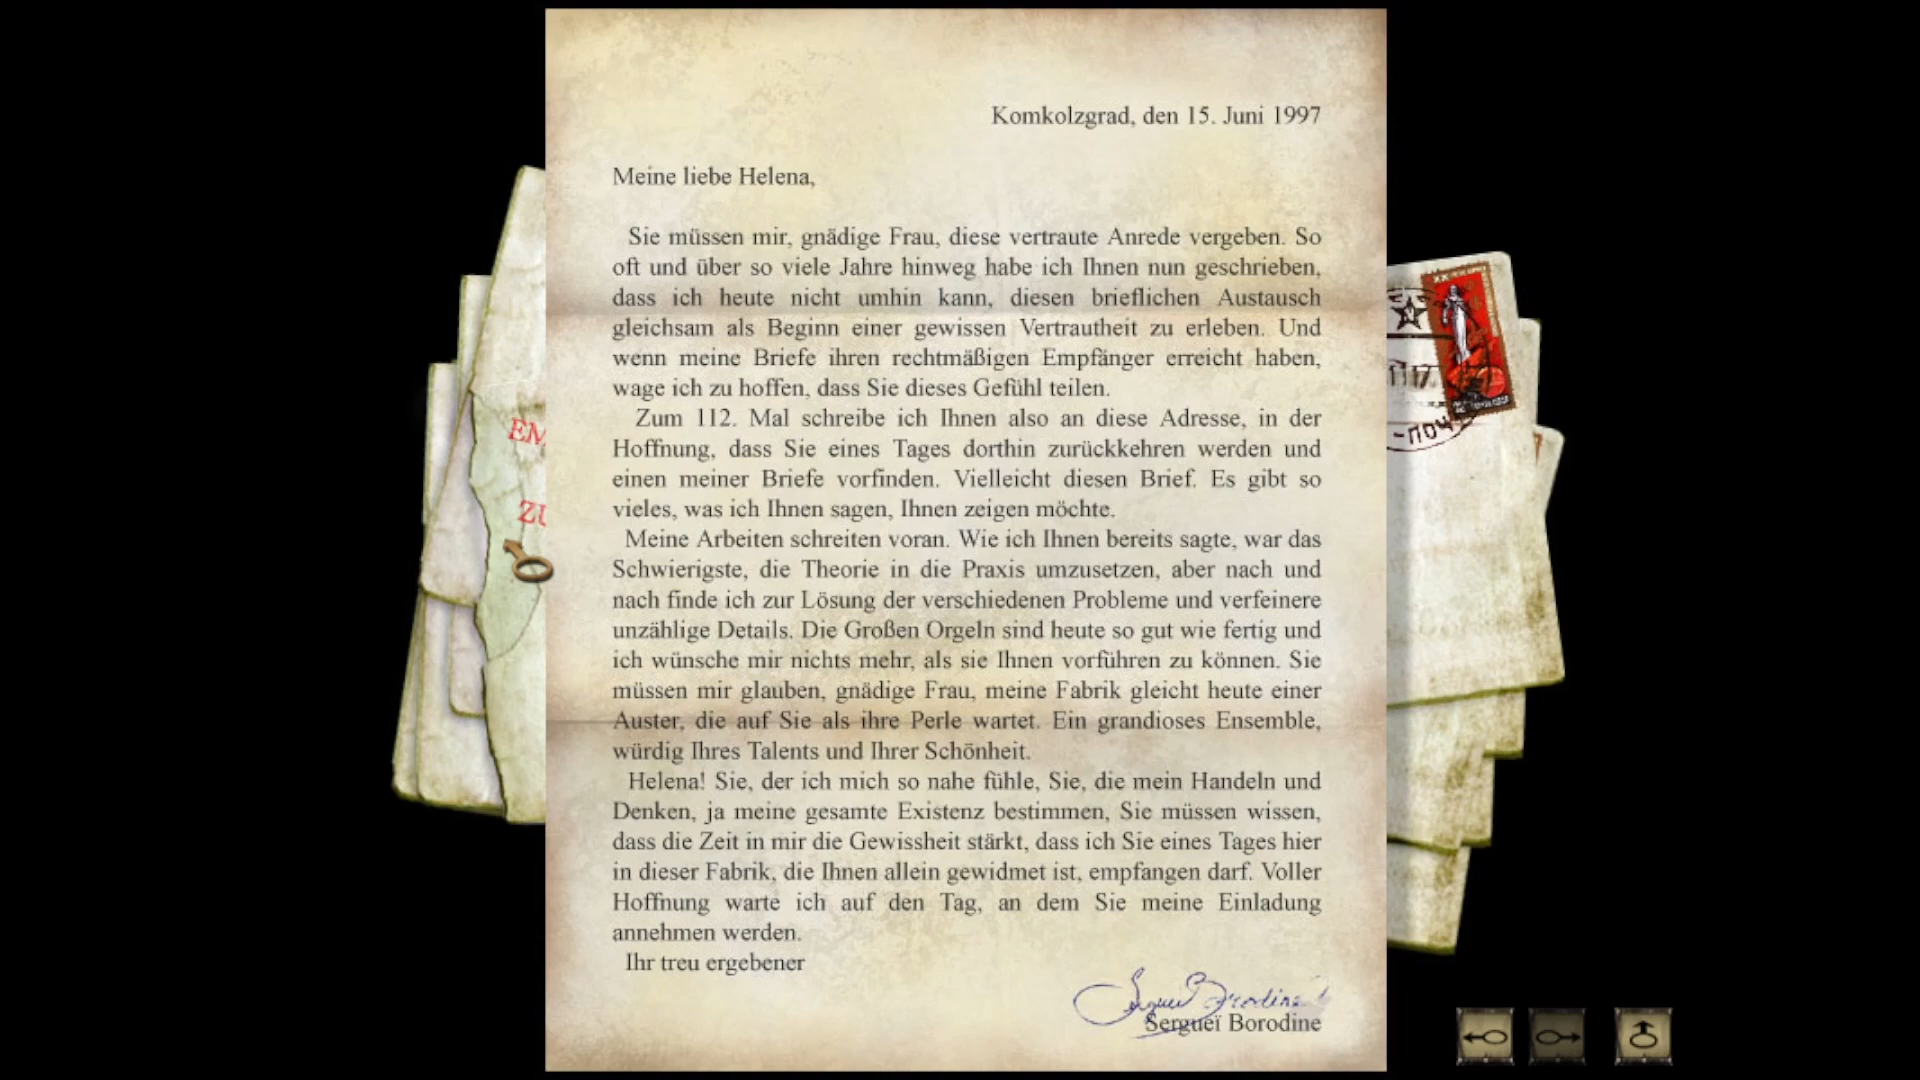 Komkolzgrad, den 15. Juni 1997
Meine liebe Helena,
Sie müssen mir, gnädige Frau, diese vertraute Anrede vergeben. So
oft und über so viele Jahre hinweg habe ich Ihnen nun geschrieben,
dass ich heute nicht umhin kann, diesen brieflichen Austausch
gleichsam als Beginn einer gewissen Vertrautheit zu erleben. Und
wenn meine Briefe ihren rechtmäßigen Empfänger erreicht haben,
wage ich zu hoffen, dass Sie dieses Gefühl teilen.
Zum 112. Mal schreibe ich Ihnen also an diese Adresse, in der
Hoffnung, dass Sie eines Tages dorthin zurückkehren werden und
einen meiner Briefe vorfinden. Vielleicht diesen Brief. Es gibt so
vieles, was ich Ihnen sagen, Ihnen zeigen möchte.
Meine Arbeiten schreiten voran. Wie ich Ihnen bereits sagte, war das
Schwierigste, die Theorie in die Praxis umzusetzen, aber nach und
nach finde ich zur Lösung der verschiedenen Probleme und verfeinere
unzählige Details. Die Großen Orgeln sind heute so gut wie fertig und
ich wünsche mir nichts mehr, als sie Ihnen vorführen zu können. Sie
müssen mir glauben, gnädige Frau, meine Fabrik gleicht heute einer
Auster, die auf Sie als ihre Perle wartet. Ein grandioses Ensemble,
würdig Ihres Talents und Ihrer Schönheit.
Helena! Sie, der ich mich so nahe fühle, Sie, die mein Handeln und
Denken, ja meine gesamte Existenz bestimmen, Sie müssen wissen,
dass die Zeit in mir die Gewissheit stärkt, dass ich Sie eines Tages hier
in dieser Fabrik, die Ihnen allein gewidmet ist, empfangen darf. Voller
Hoffnung warte ich auf den Tag, an dem Sie meine Einladung
annehmen werden.
Ihr treu ergebener
Sergueï Borodine
Sergueï Borodine
EM
ZU
-ПОЧ